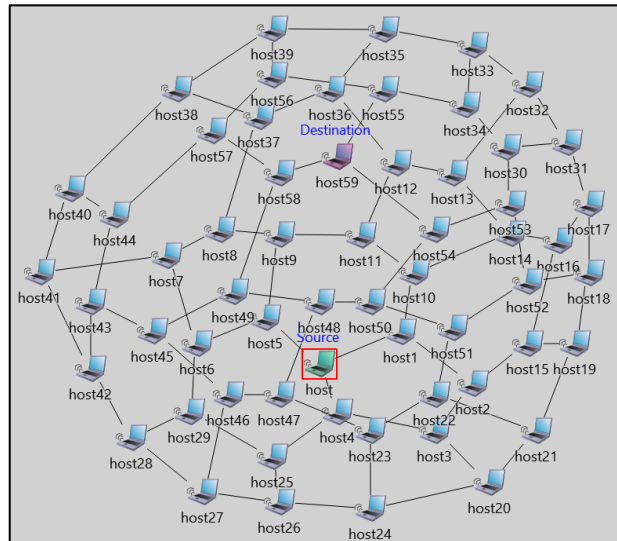 host39
host35
host33
host56
host36
host55
host32
host38
host37
host34
host57
Destination
host30
host31
host59
host12
host58
host13
host40
host44
host53
host17
host8
host9
host11
host54
host14
host16
host7
host41
host10
host52
host18
host49
host48
host50
host43
host5
Source
host45
host6
host1
host51
host15
host19
host42
host
host46
host47
host22
host2
host29
host4
host3
host21
host28
host23
host25
host20
host27
host26
host24